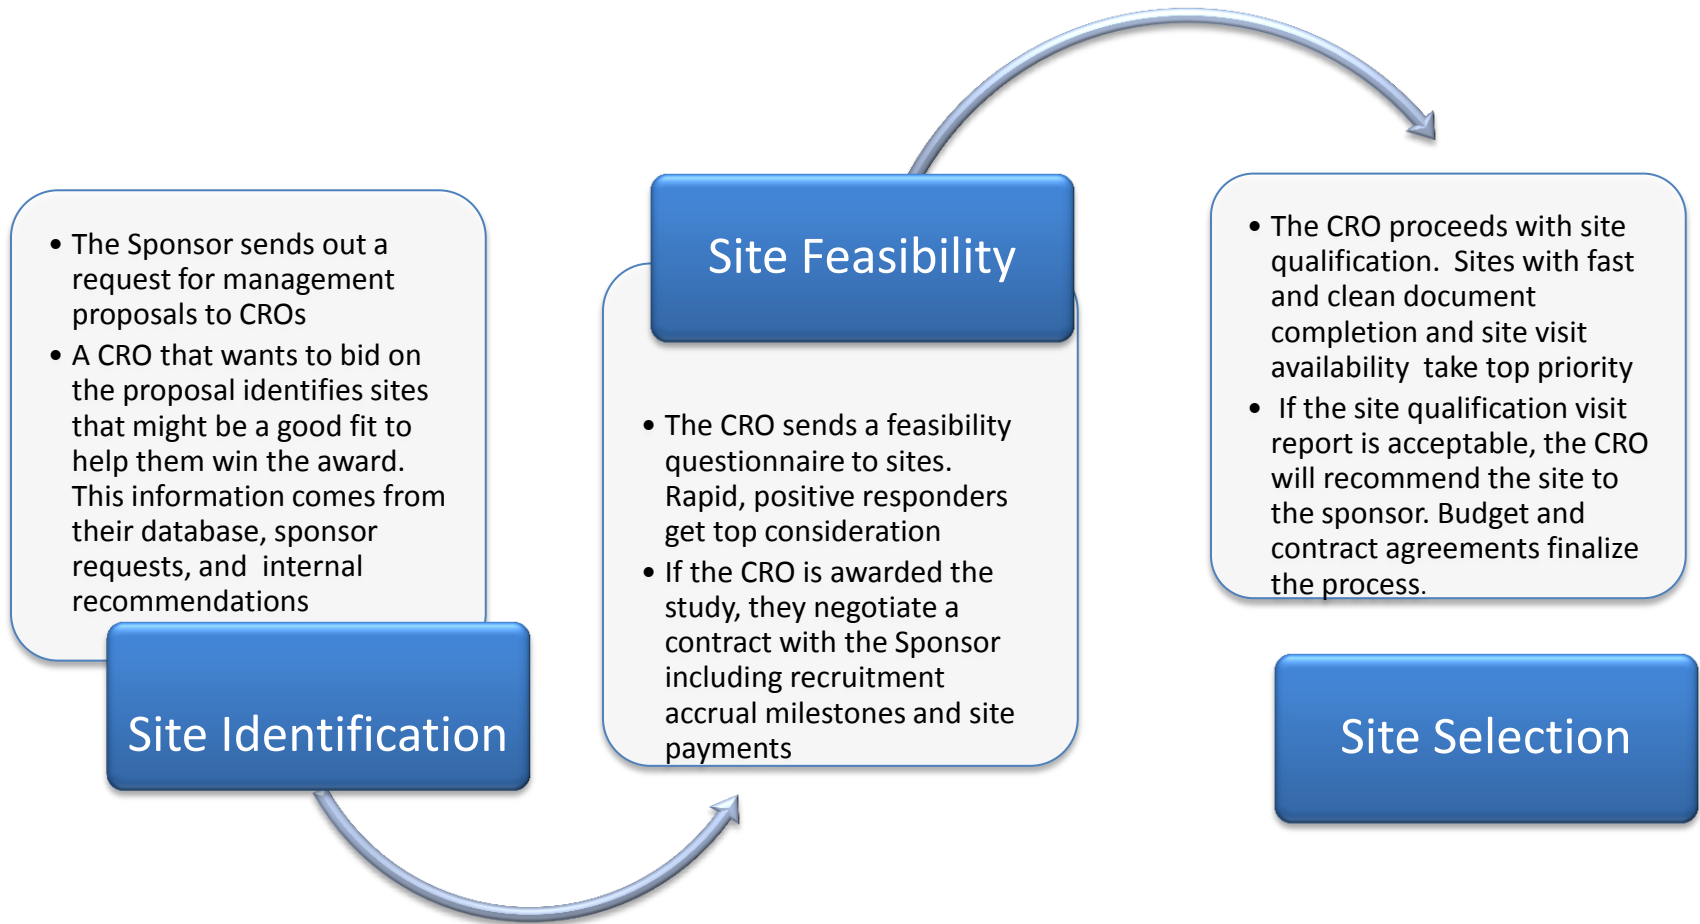 • The Sponsor sends out a
request for management
proposals to CROs
• A CRO that wants to bid on
the proposal identifies sites
that might be a good fit to
help them win the award.
This information comes from
their database, sponsor
requests, and  internal
recommendations
Site Identification
Site Feasibility
• The CRO sends a feasibility
questionnaire to sites.
Rapid, positive responders
get top consideration
• If the CRO is awarded the
study, they negotiate a
contract with the Sponsor
including recruitment
accrual milestones and site
payments
• The CRO proceeds with site
qualification.  Sites with fast
and clean document
completion and site visit
availability  take top priority
•  If the site qualification visit
report is acceptable, the CRO
will recommend the site to
the sponsor. Budget and
contract agreements finalize
the process.
Site Selection